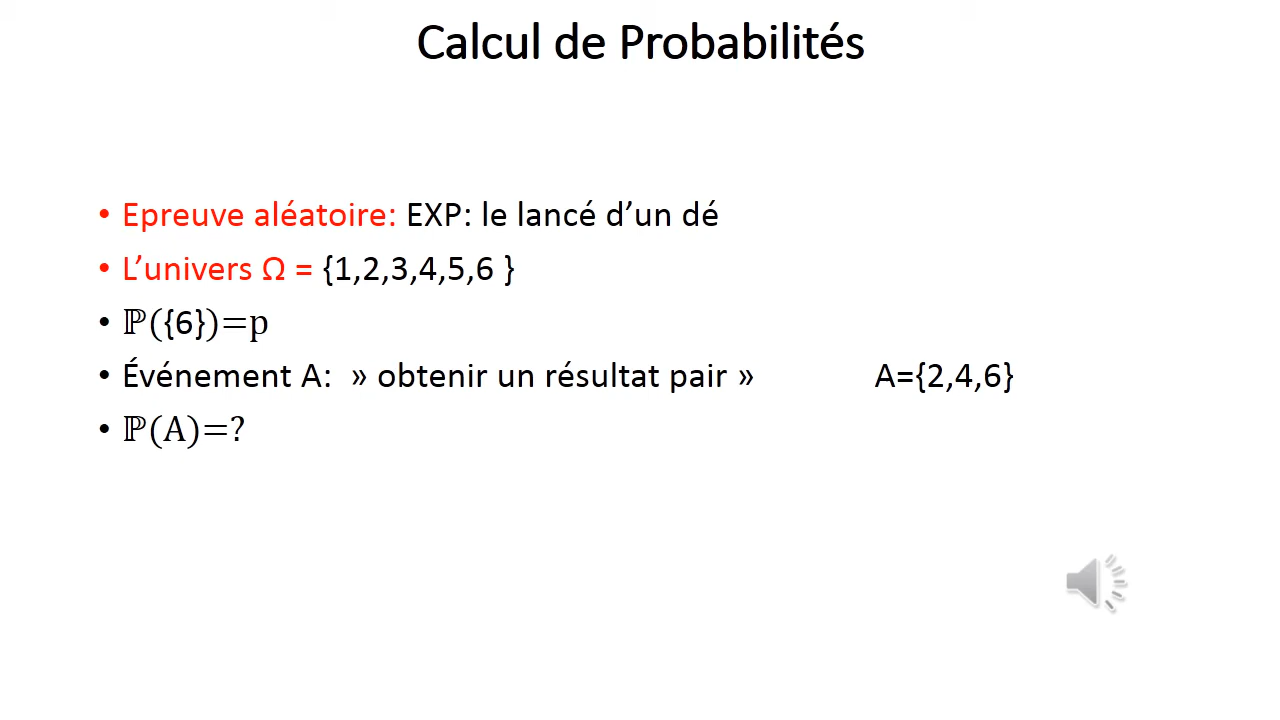 Calcul de Probabilités
• Epreuve aléatoire: EXP: le lancé d’un dé
• L’univers Ω = {1,2,3,4,5,6 }
• ℙ({6})=p
• Événement A: » obtenir un résultat pair » A={2,4,6}
• ℙ(A)=?